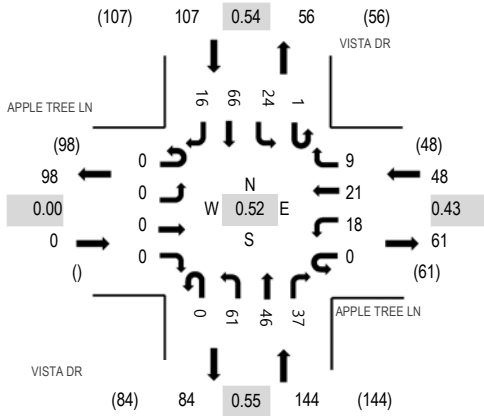 (107) 107 0.54 56 (56)
VISTA DR
APPLE TREE LN
16 66 24 1
(98) 0 9 (48)
98 0 21 48
N
0.00 W 0.52 E 0.43
S
0 0 18 61
() 0 0 (61)
0 61 46 37
APPLE TREE LN
VISTA DR
(84) 84 0.55 144 (144)